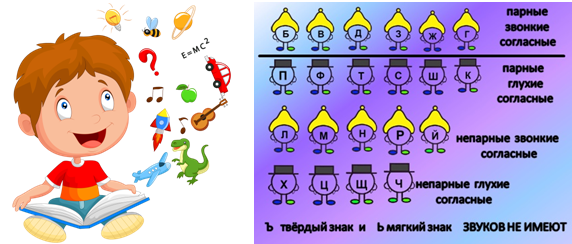 ?
E=MC²
Б В Д З Ж Г
парные
звонкие
согласные
П Ф Т С Ш К
парные
глухие
согласные
Л М Н Р Й
непарные звонкие
согласные
Х Ц Щ Ч
непарные глухие
согласные
Ъ твёрдый знак и Ь мягкий знак ЗВУКОВ НЕ ИМЕЮТ